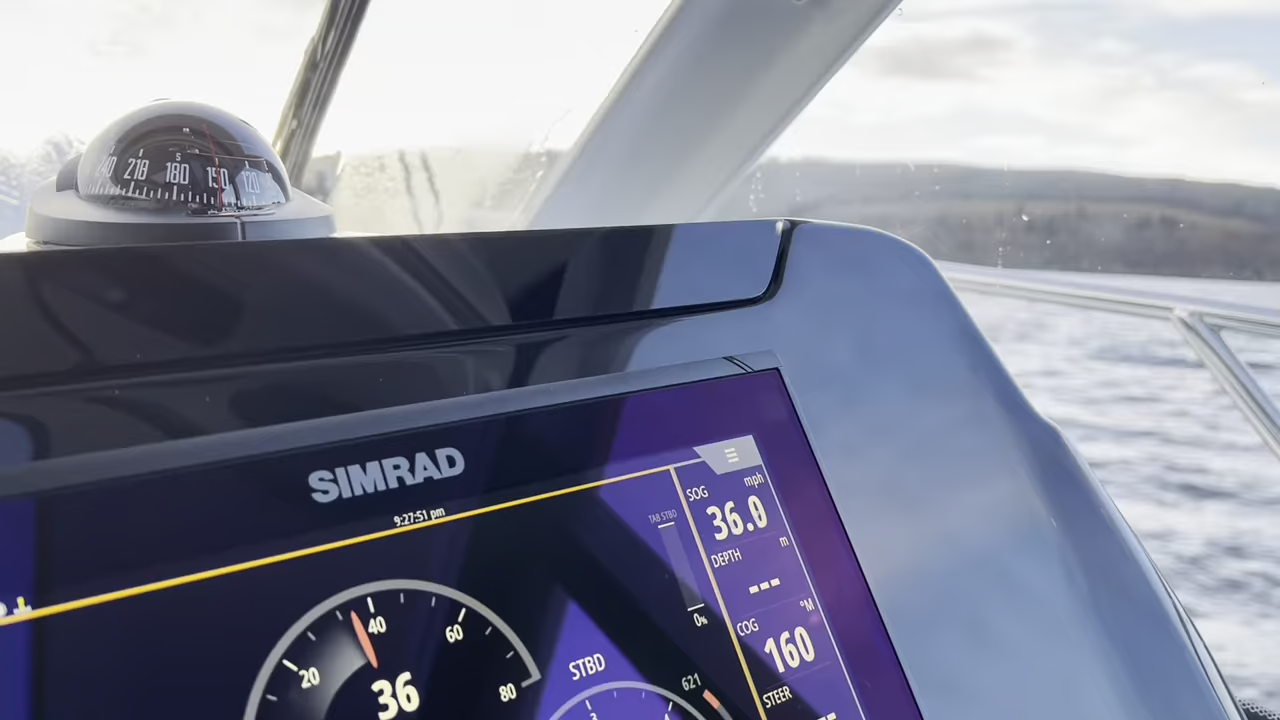 210
S
180
150
120
SIMRAD
9:27:51 pm
TAB STBD
0%
SOG
mph
36.0
DEPTH
m
---
COG
°M
160
STEER
20
40
60
80
36
STBD
621
3